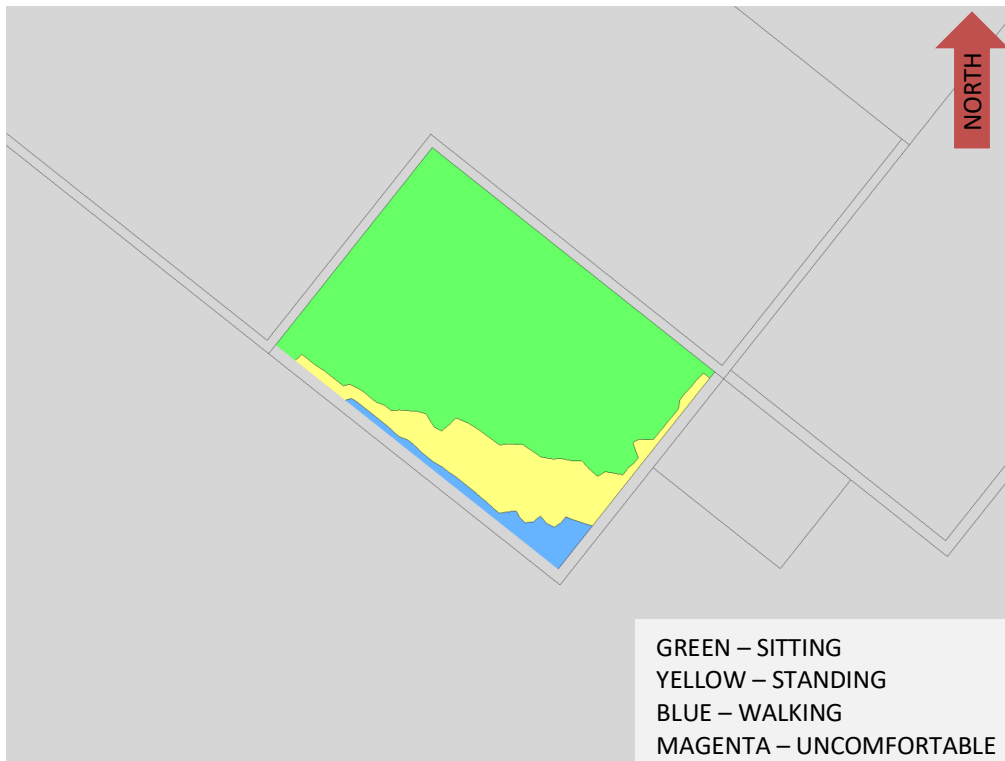 NORTH
GREEN – SITTING
YELLOW – STANDING
BLUE – WALKING
MAGENTA – UNCOMFORTABLE